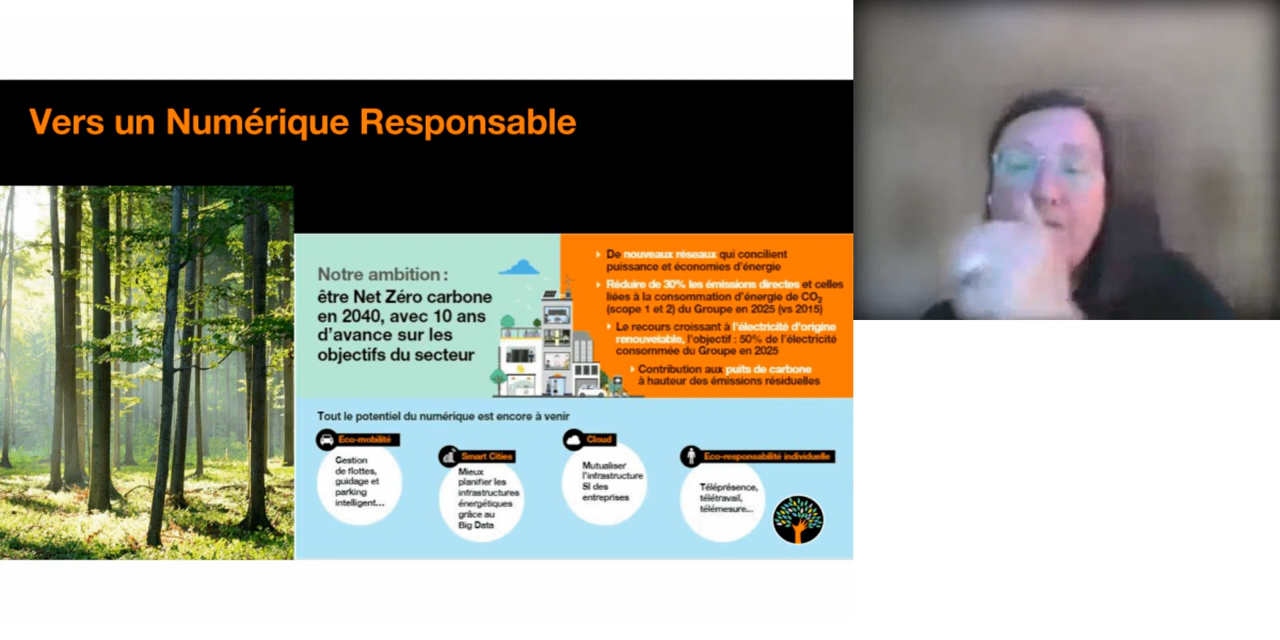 Vers un Numérique Responsable
Notre ambition :
être Net Zéro carbone
en 2040, avec 10 ans
d'avance sur les
objectifs du secteur
De nouveaux réseaux qui concilient
puissance et économies d'énergie
Réduire de 30% les émissions directes et celles
liées à la consommation d'énergie de CO₂
(scope 1 et 2) du Groupe en 2025 (vs 2015)
Le recours croissant à l'électricité d'origine
renouvelable, l'objectif : 50% de l'électricité
consommée du Groupe en 2025
Contribution aux puits de carbone
à hauteur des émissions résiduelles
Tout le potentiel du numérique est encore à venir
Eco-mobilité
Gestion
de flottes,
guidage et
parking
intelligent...
Smart Cities
Mieux
planifier les
infrastructures
énergétiques
grâce au
Big Data
Cloud
Mutualiser
l'infrastructure
SI des
entreprises
Eco-responsabilité individuelle
Téléprésence,
télétravail,
télémesure...